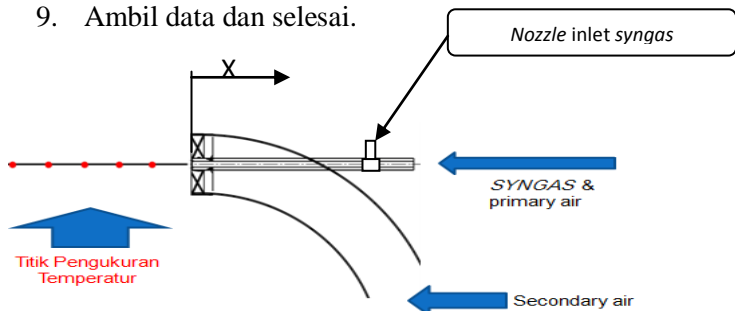 9. Ambil data dan selesai.
Nozzle inlet syngas
X
SYNGAS &
primary air
Titik Pengukuran
Temperatur
Secondary air